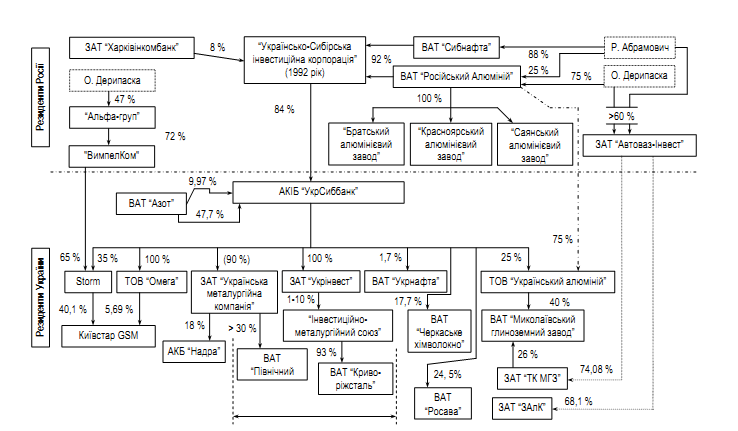 Резиденти Росії
ЗАТ “Харківінкомбанк”
8 %
“Українсько-Сибірська
інвестиційна корпорація”
(1992 рік)
92 %
ВАТ “Сибнафта”
88 %
Р. Абрамович
ВАТ “Російський Алюміній”
25 %
75 %
О. Дерипаска
О. Дерипаска
47 %
“Альфа-груп”
72 %
“ВимпелКом”
84 %
100 %
“Братський
алюмінієвий
завод”
“Красноярський
алюмінієвий
завод”
“Саянський
алюмінієвий
завод”
>60 %
ЗАТ “Автоваз-Інвест”
Резиденти України
9,97 %
ВАТ “Азот”
47,7 %
АКІБ “УкрСиббанк”
75 %
65 %
35 %
100 %
(90 %)
100 %
1,7 %
25 %
Storm
ТОВ “Омега”
ЗАТ “Українська
металургійна
компанія”
ЗАТ “Укрінвест”
ВАТ “Укрнафта”
ТОВ “Український алюміній”
40,1 %
5,69 %
Київстар GSM
18 %
> 30 %
АКБ “Надра”
ВАТ
“Північний
1-10 %
“Інвестиційно-
металургійний союз”
93 %
ВАТ “Криво-
ріжсталь”
17,7 %
ВАТ
“Черкаське
хімволокно”
24, 5%
ВАТ
“Росава”
40 %
ВАТ “Миколаївський
глиноземний завод”
26 %
ЗАТ “ТК МГЗ”
74,08 %
ЗАТ “ЗАлК”
68,1 %